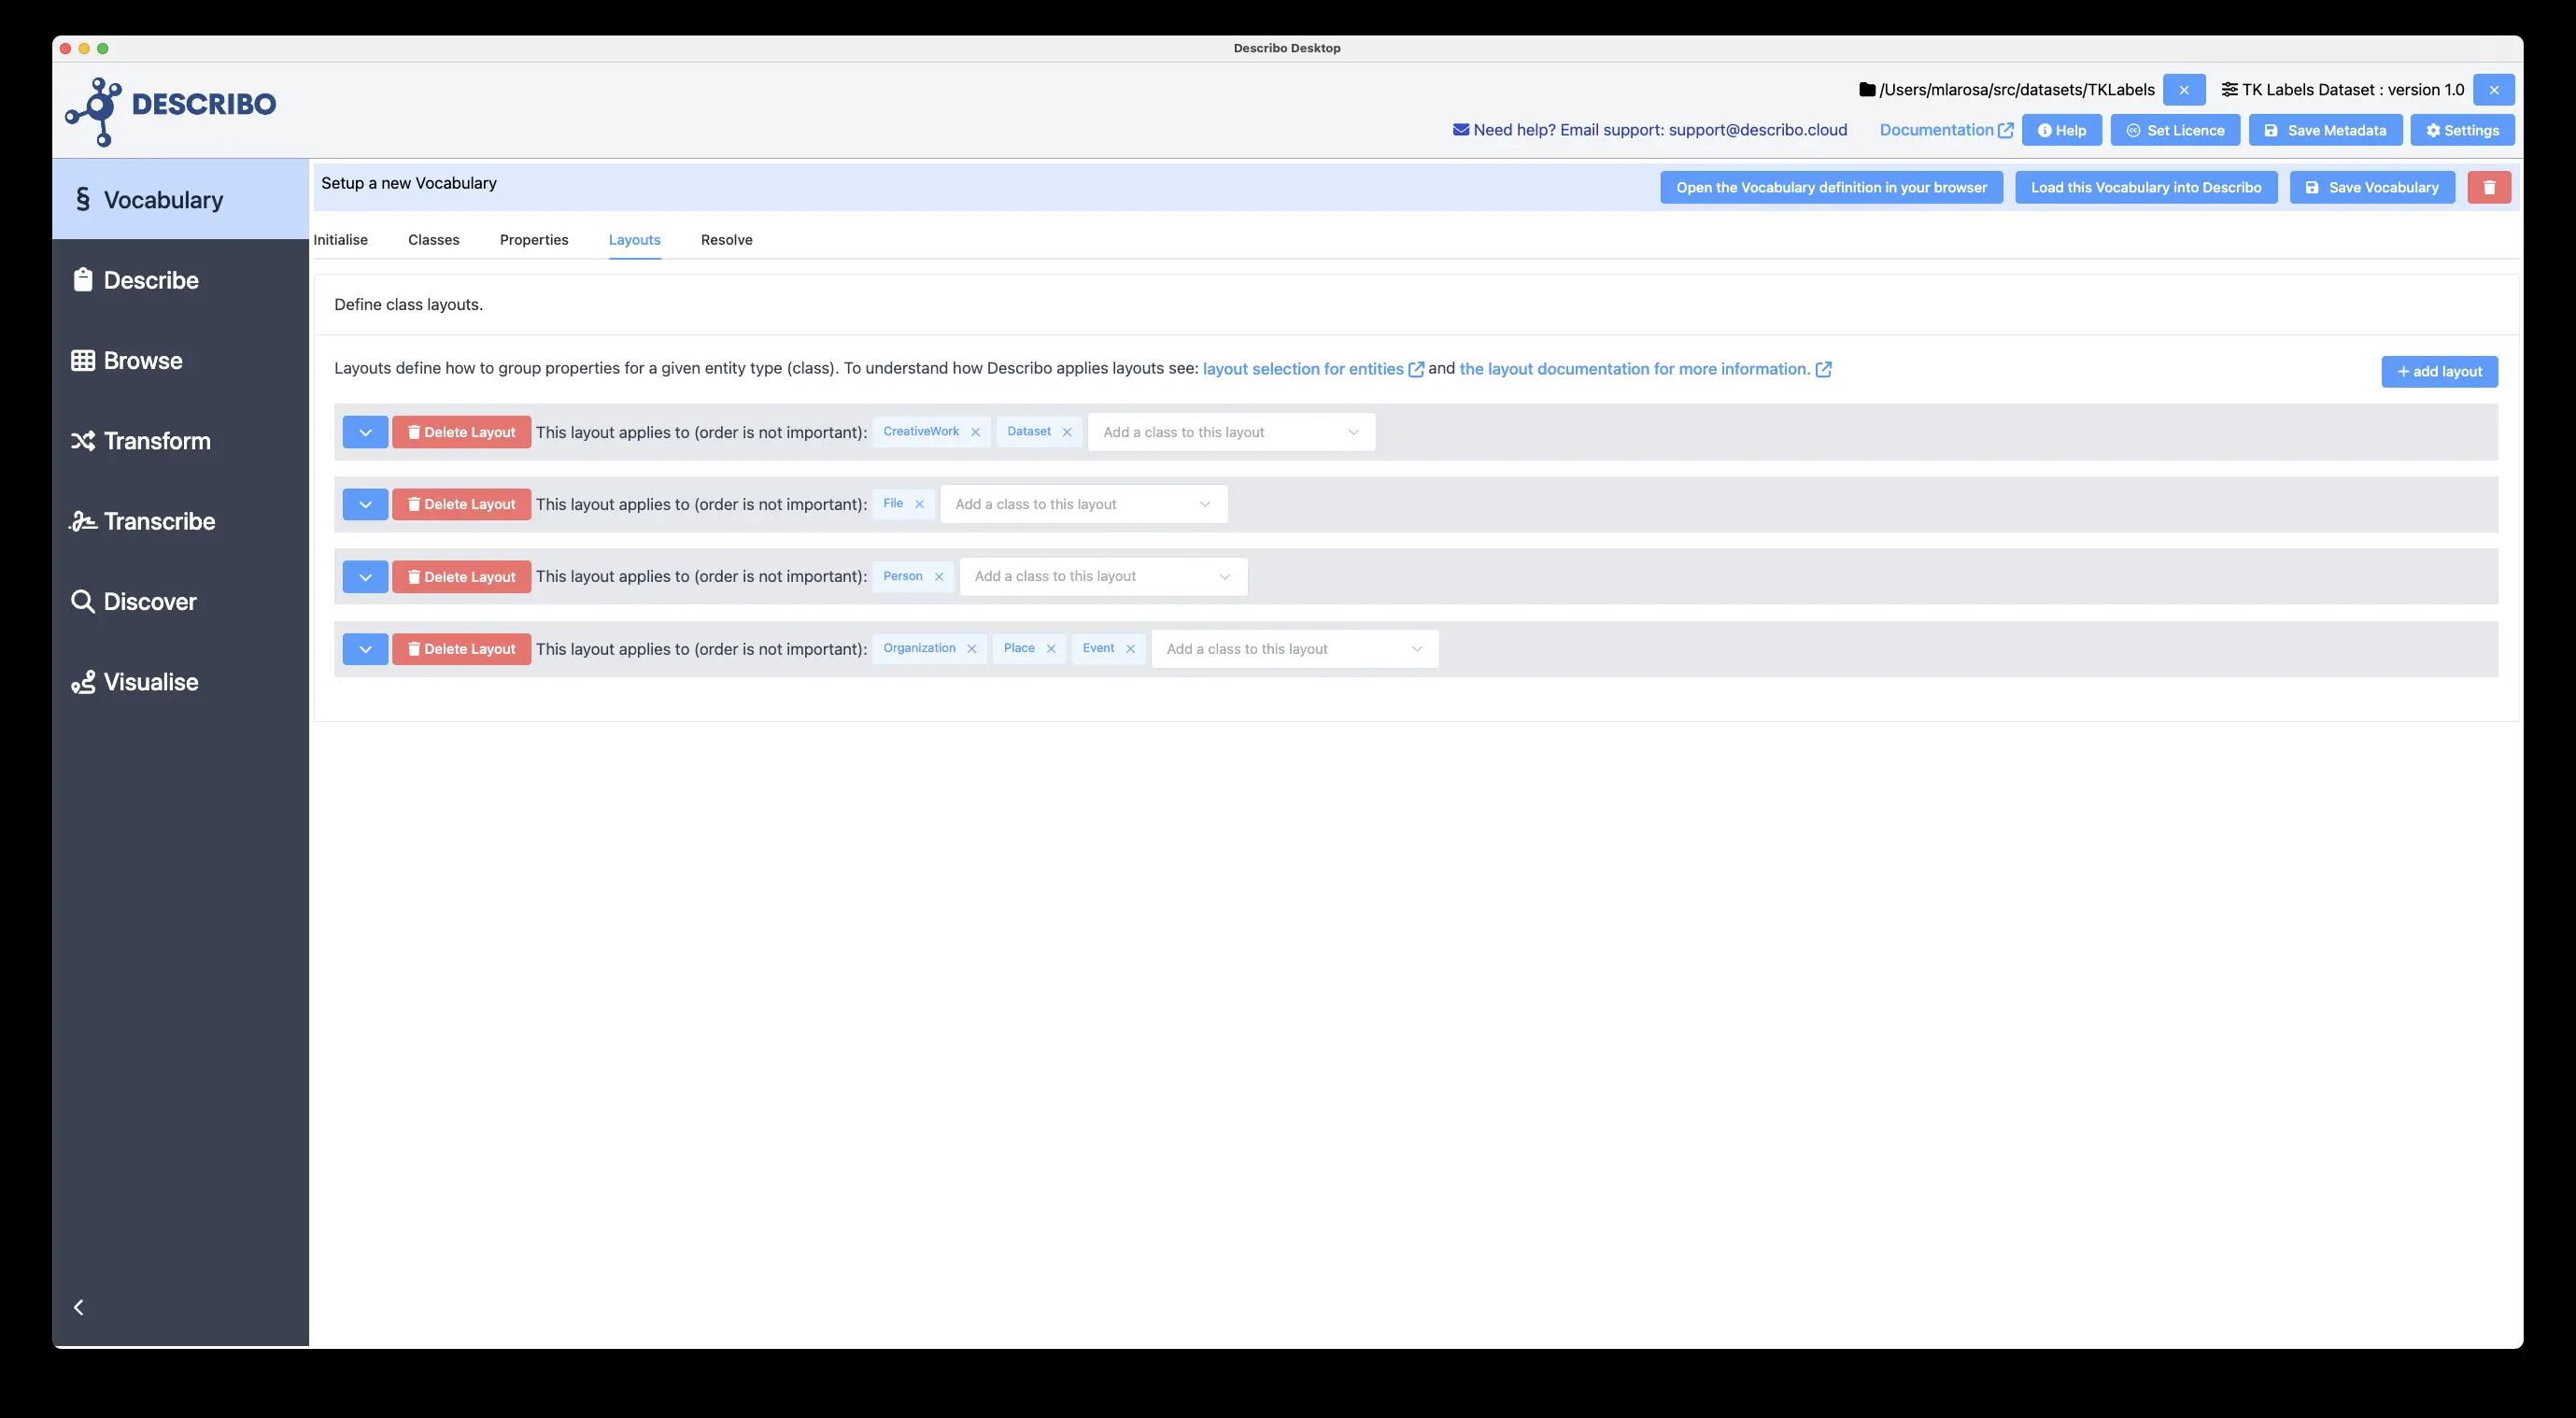 Describo Desktop
DESCRIBO
/Users/mlarosa/src/datasets/TKLabels
TK Labels Dataset : version 1.0
Need help? Email support: support@describo.cloud
Documentation
Help
Set Licence
Save Metadata
Settings
§ Vocabulary
Describe
Browse
Transform
Transcribe
Discover
Visualise
Setup a new Vocabulary
Open the Vocabulary definition in your browser
Load this Vocabulary into Describo
Save Vocabulary
Initialise Classes Properties Layouts Resolve
Define class layouts.
Layouts define how to group properties for a given entity type (class). To understand how Describo applies layouts see: layout selection for entities and the layout documentation for more information.
+ add layout
Delete Layout This layout applies to (order is not important): CreativeWork Dataset Add a class to this layout
Delete Layout This layout applies to (order is not important): File Add a class to this layout
Delete Layout This layout applies to (order is not important): Person Add a class to this layout
Delete Layout This layout applies to (order is not important): Organization Place Event Add a class to this layout